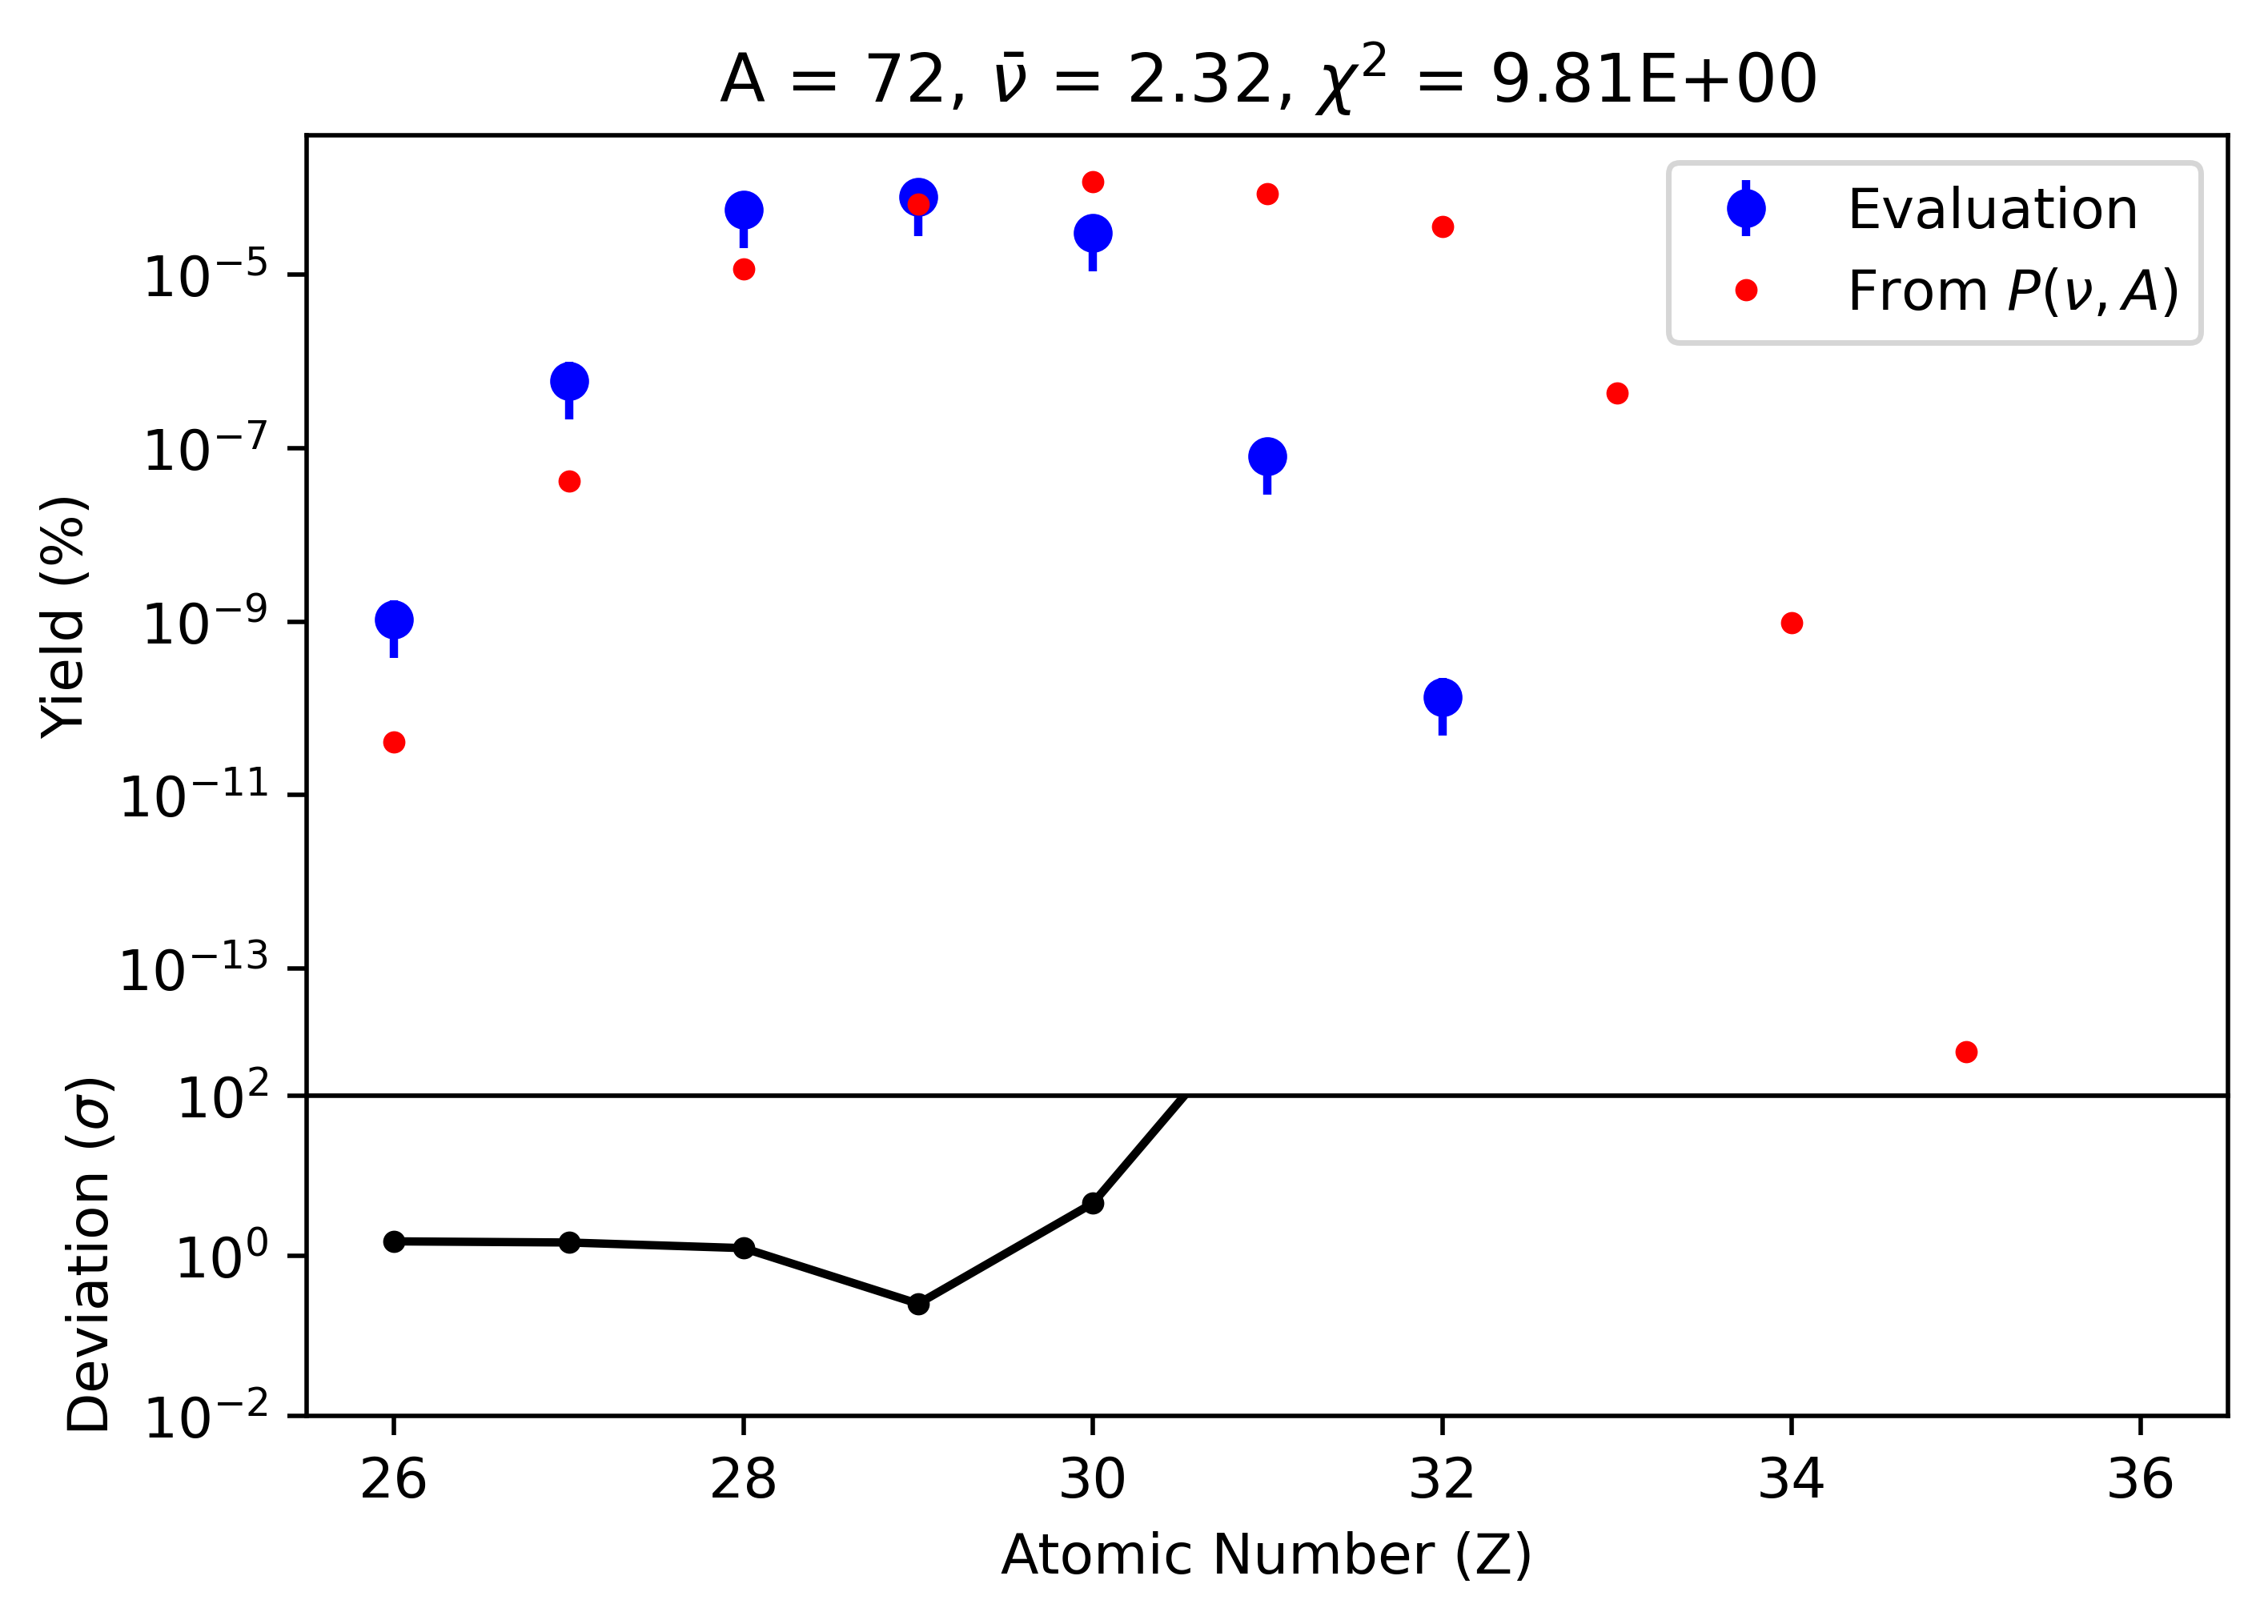 A = 72, ν̄ = 2.32, χ² = 9.81E+00
Evaluation
From P(ν, A)
Yield (%)
10⁻⁵
10⁻⁷
10⁻⁹
10⁻¹¹
10⁻¹³
Deviation (σ)
10²
10⁰
10⁻²
26 28 30 32 34 36
Atomic Number (Z)